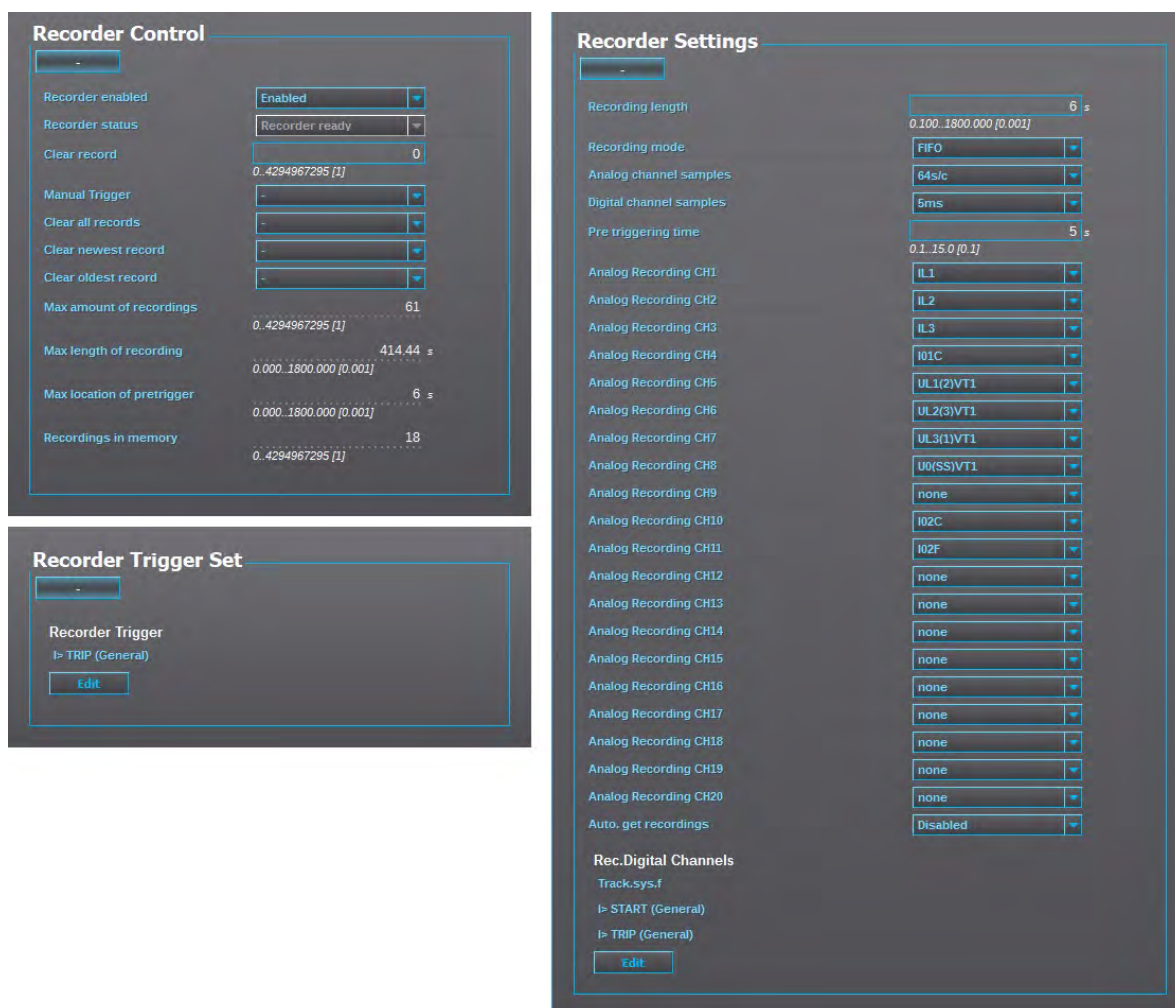 Recorder Control
-
Recorder enabled Enabled
Recorder status Recorder ready
Clear record 0
0..4294967295 [1]
Manual Trigger -
Clear all records -
Clear newest record -
Clear oldest record -
Max amount of recordings 61
0..4294967295 [1]
Max length of recording 414.44 s
0.000..1800.000 [0.001]
Max location of pretrigger 6 s
0.000..1800.000 [0.001]
Recordings in memory 18
0..4294967295 [1]
Recorder Trigger Set
-
Recorder Trigger
I> TRIP (General)
Edit
Recorder Settings
-
Recording length 6 s
0.100..1800.000 [0.001]
Recording mode FIFO
Analog channel samples 64s/c
Digital channel samples 5ms
Pre triggering time 5 s
0.1..15.0 [0.1]
Analog Recording CH1 IL1
Analog Recording CH2 IL2
Analog Recording CH3 IL3
Analog Recording CH4 I01C
Analog Recording CH5 UL1(2)VT1
Analog Recording CH6 UL2(3)VT1
Analog Recording CH7 UL3(1)VT1
Analog Recording CH8 U0(SS)VT1
Analog Recording CH9 none
Analog Recording CH10 I02C
Analog Recording CH11 I02F
Analog Recording CH12 none
Analog Recording CH13 none
Analog Recording CH14 none
Analog Recording CH15 none
Analog Recording CH16 none
Analog Recording CH17 none
Analog Recording CH18 none
Analog Recording CH19 none
Analog Recording CH20 none
Auto. get recordings Disabled
Rec.Digital Channels
Track.sys.f
I> START (General)
I> TRIP (General)
Edit